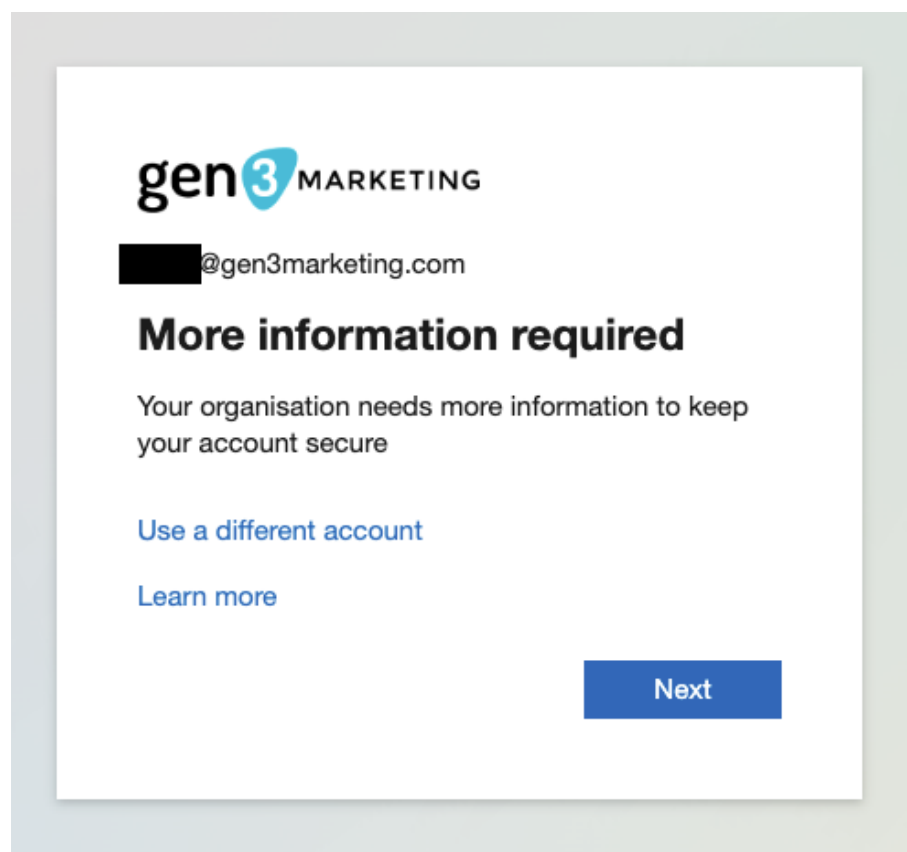 gen3 MARKETING
@gen3marketing.com
More information required
Your organisation needs more information to keep
your account secure
Use a different account
Learn more
Next